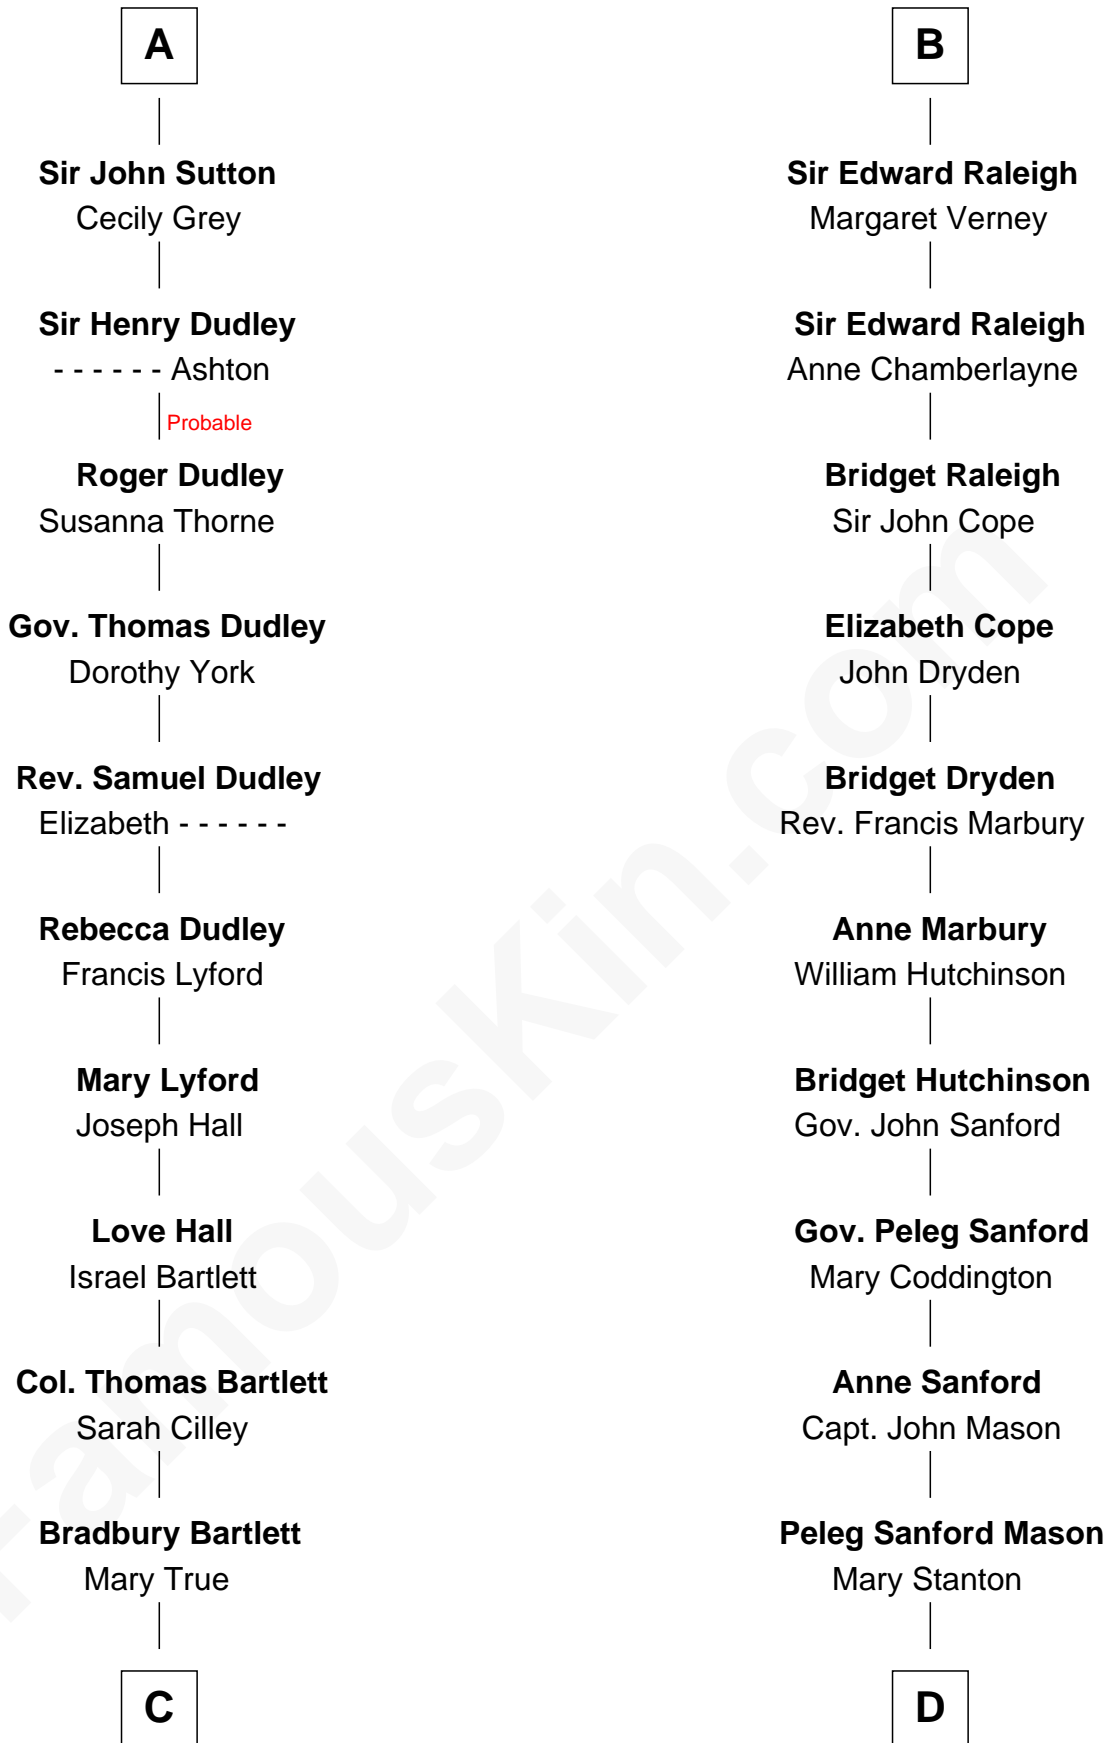 A
Sir John Sutton
Cecily Grey
Sir Henry Dudley
- - - - - - Ashton
Probable
Roger Dudley
Susanna Thorne
Gov. Thomas Dudley
Dorothy York
Rev. Samuel Dudley
Elizabeth - - - - - -
Rebecca Dudley
Francis Lyford
Mary Lyford
Joseph Hall
Love Hall
Israel Bartlett
Col. Thomas Bartlett
Sarah Cilley
Bradbury Bartlett
Mary True
C
B
Sir Edward Raleigh
Margaret Verney
Sir Edward Raleigh
Anne Chamberlayne
Bridget Raleigh
Sir John Cope
Elizabeth Cope
John Dryden
Bridget Dryden
Rev. Francis Marbury
Anne Marbury
William Hutchinson
Bridget Hutchinson
Gov. John Sanford
Gov. Peleg Sanford
Mary Coddington
Anne Sanford
Capt. John Mason
Peleg Sanford Mason
Mary Stanton
D
FamousKin.com